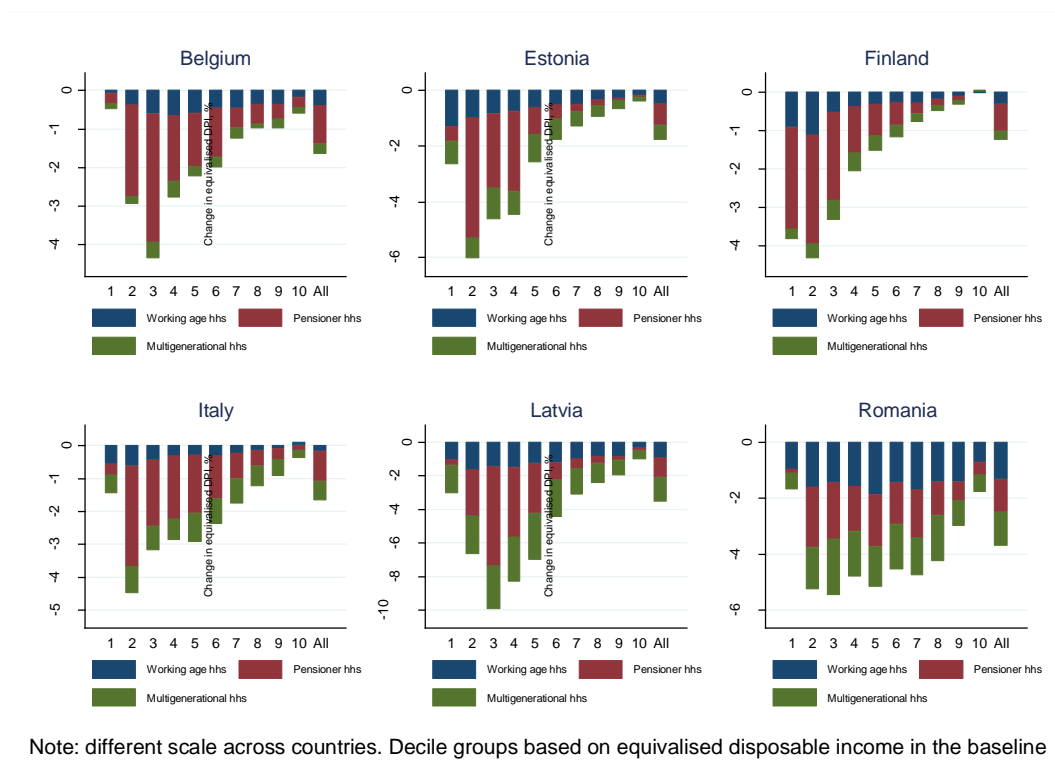 Belgium
0
-1
-2
-3
-4
Change in equivalised DPI, %
1 2 3 4 5 6 7 8 9 10 All
Working age hhs Pensioner hhs
Multigenerational hhs
Estonia
0
-2
-4
-6
Change in equivalised DPI, %
1 2 3 4 5 6 7 8 9 10 All
Working age hhs Pensioner hhs
Multigenerational hhs
Finland
0
-1
-2
-3
-4
1 2 3 4 5 6 7 8 9 10 All
Working age hhs Pensioner hhs
Multigenerational hhs
Italy
0
-1
-2
-3
-4
-5
Change in equivalised DPI, %
1 2 3 4 5 6 7 8 9 10 All
Working age hhs Pensioner hhs
Multigenerational hhs
Latvia
0
-2
-4
-6
-8
-10
Change in equivalised DPI, %
1 2 3 4 5 6 7 8 9 10 All
Working age hhs Pensioner hhs
Multigenerational hhs
Romania
0
-2
-4
-6
1 2 3 4 5 6 7 8 9 10 All
Working age hhs Pensioner hhs
Multigenerational hhs
Note: different scale across countries. Decile groups based on equivalised disposable income in the baseline